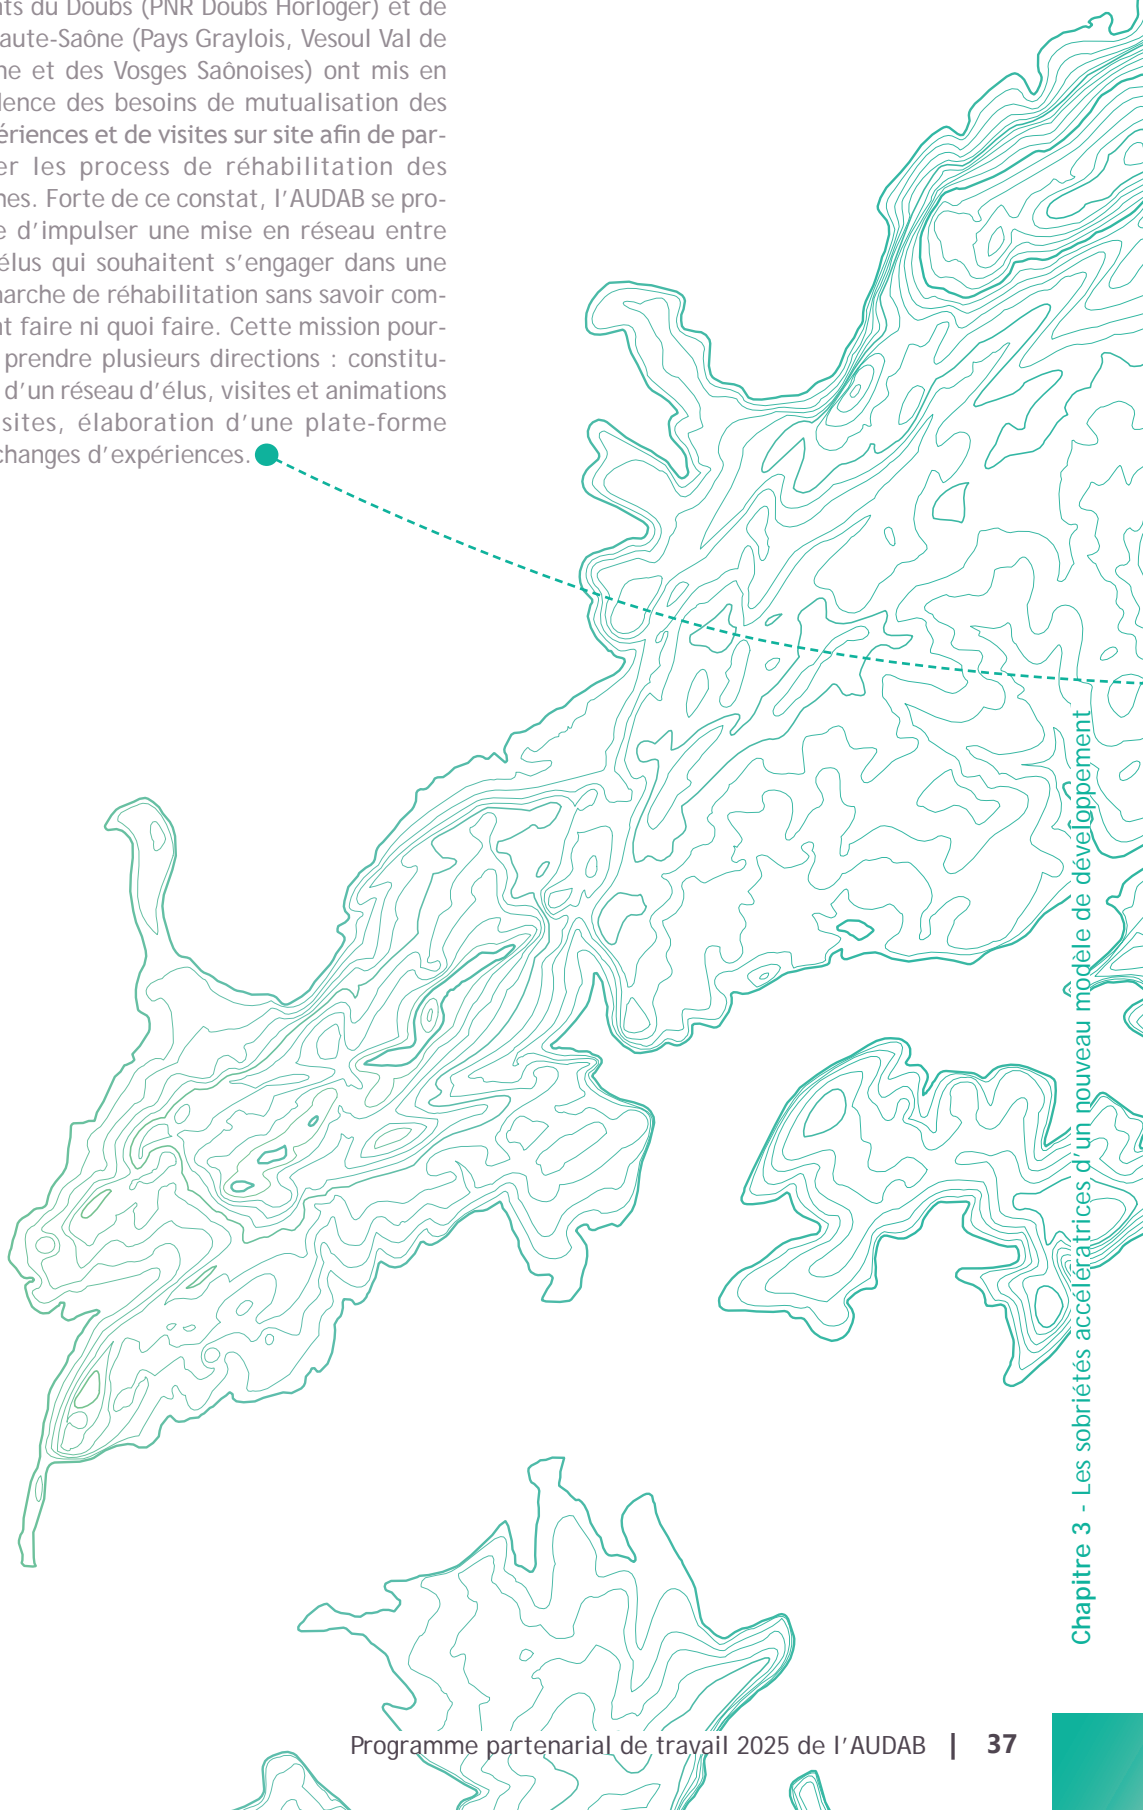 ts du Doubs (PNR Doubs Horloger) et de
aute-Saône (Pays Graylois, Vesoul Val de
ne et des Vosges Saônoises) ont mis en
lence des besoins de mutualisation des
ériences et de visites sur site afin de par-
er les process de réhabilitation des
nes. Forte de ce constat, l’AUDAB se pro-
e d’impulser une mise en réseau entre
élus qui souhaitent s’engager dans une
marche de réhabilitation sans savoir com-
t faire ni quoi faire. Cette mission pour-
prendre plusieurs directions : constitu-
d’un réseau d’élus, visites et animations
sites, élaboration d’une plate-forme
changes d’expériences.
Chapitre 3 - Les sobriétés accélératrices d’un nouveau modèle de développement
Programme partenarial de travail 2025 de l’AUDAB | 37